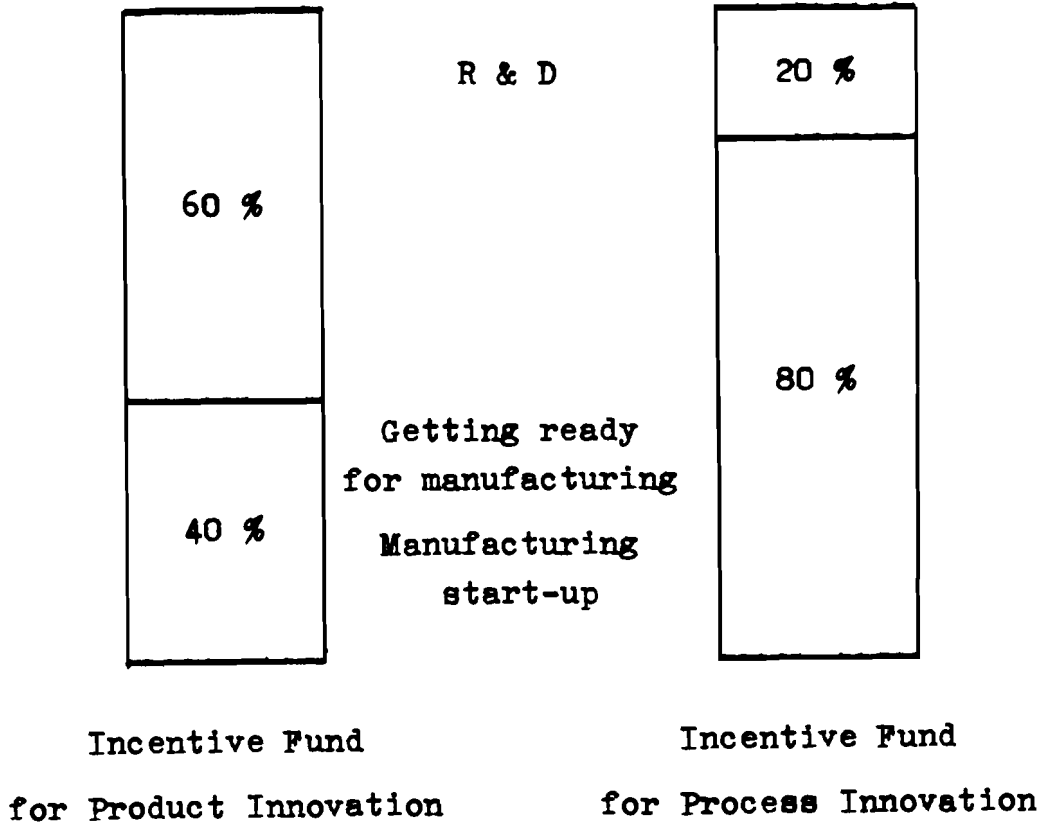 R & D
20 %
60 %
80 %
Getting ready
for manufacturing
40 %
Manufacturing
start-up
Incentive Fund
for Product Innovation
Incentive Fund
for Process Innovation